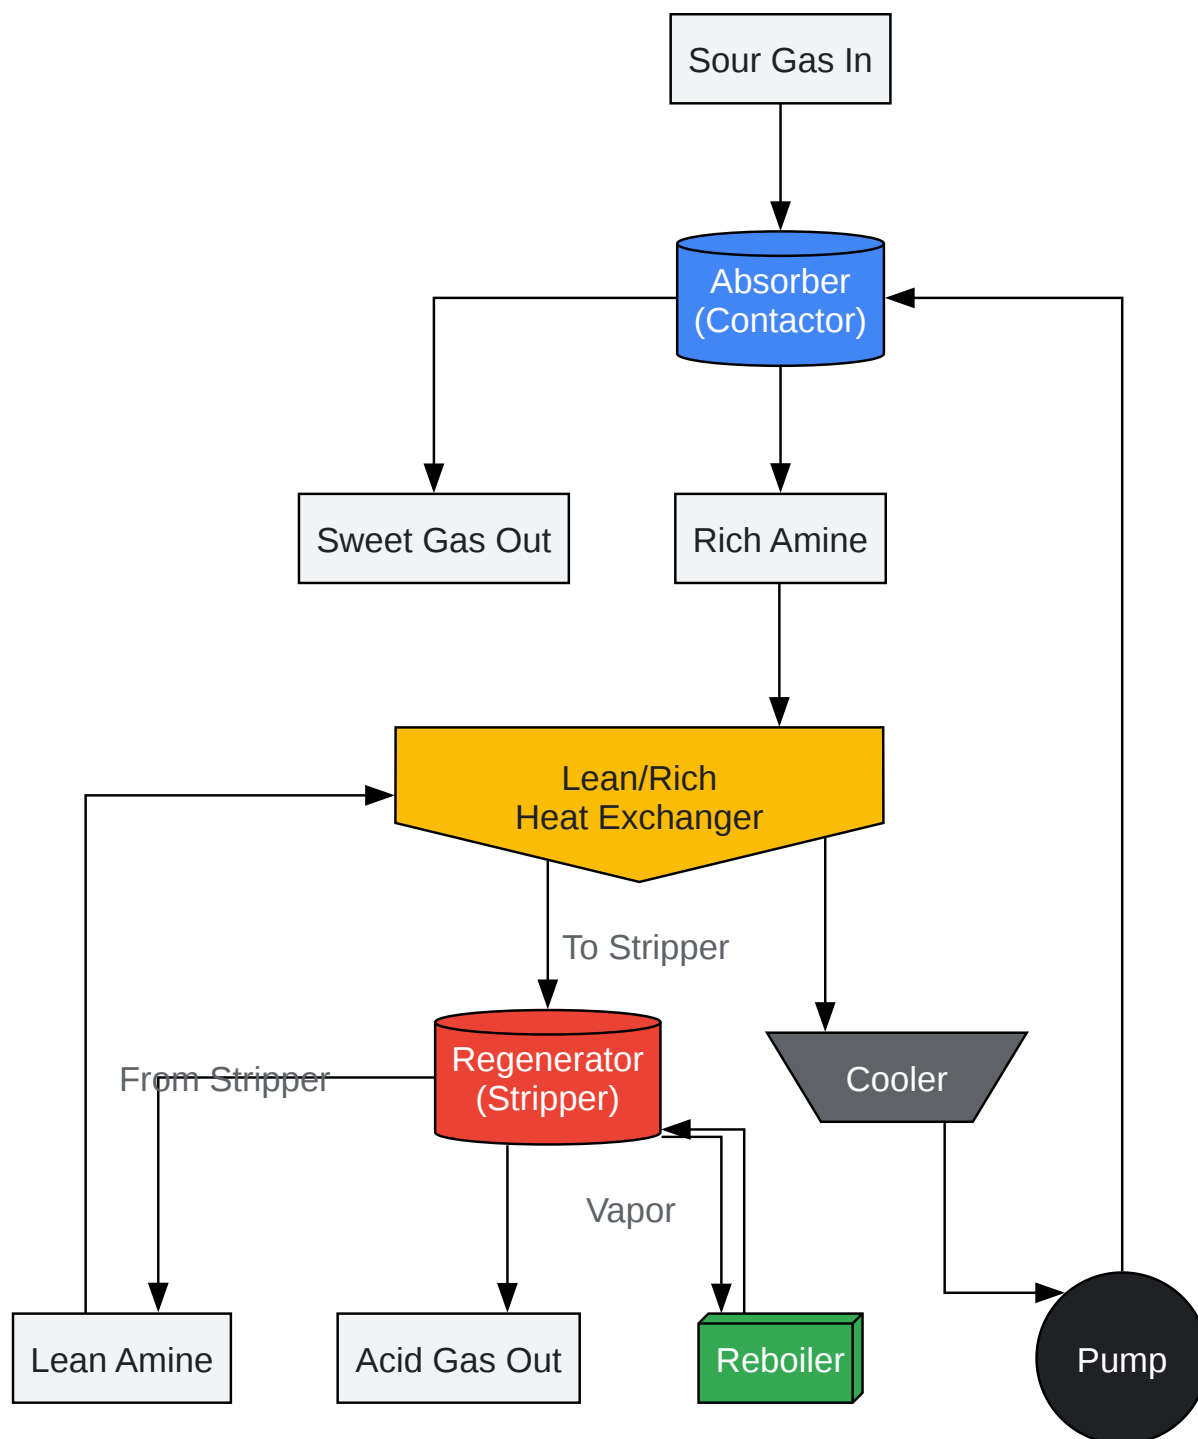 Sour Gas In
Absorber
(Contactor)
Sweet Gas Out
Rich Amine
Lean/Rich
Heat Exchanger
To Stripper
From Stripper
Regenerator
(Stripper)
Cooler
Vapor
Lean Amine
Acid Gas Out
Reboiler
Pump